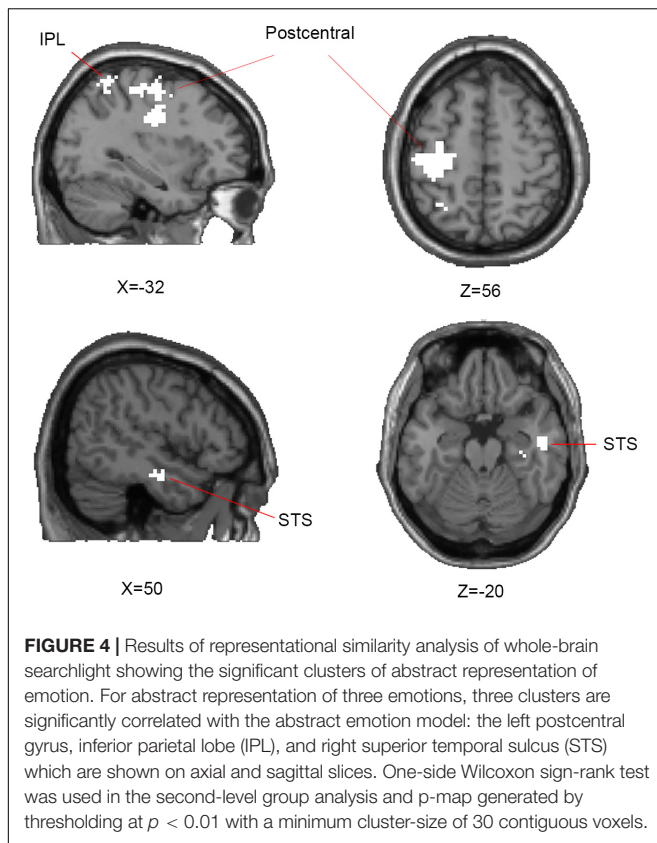 IPL
Postcentral
X=-32
Z=56
STS
STS
X=50
Z=-20
FIGURE 4 | Results of representational similarity analysis of whole-brain
searchlight showing the significant clusters of abstract representation of
emotion. For abstract representation of three emotions, three clusters are
significantly correlated with the abstract emotion model: the left postcentral
gyrus, inferior parietal lobe (IPL), and right superior temporal sulcus (STS)
which are shown on axial and sagittal slices. One-side Wilcoxon sign-rank test
was used in the second-level group analysis and p-map generated by
thresholding at p < 0.01 with a minimum cluster-size of 30 contiguous voxels.